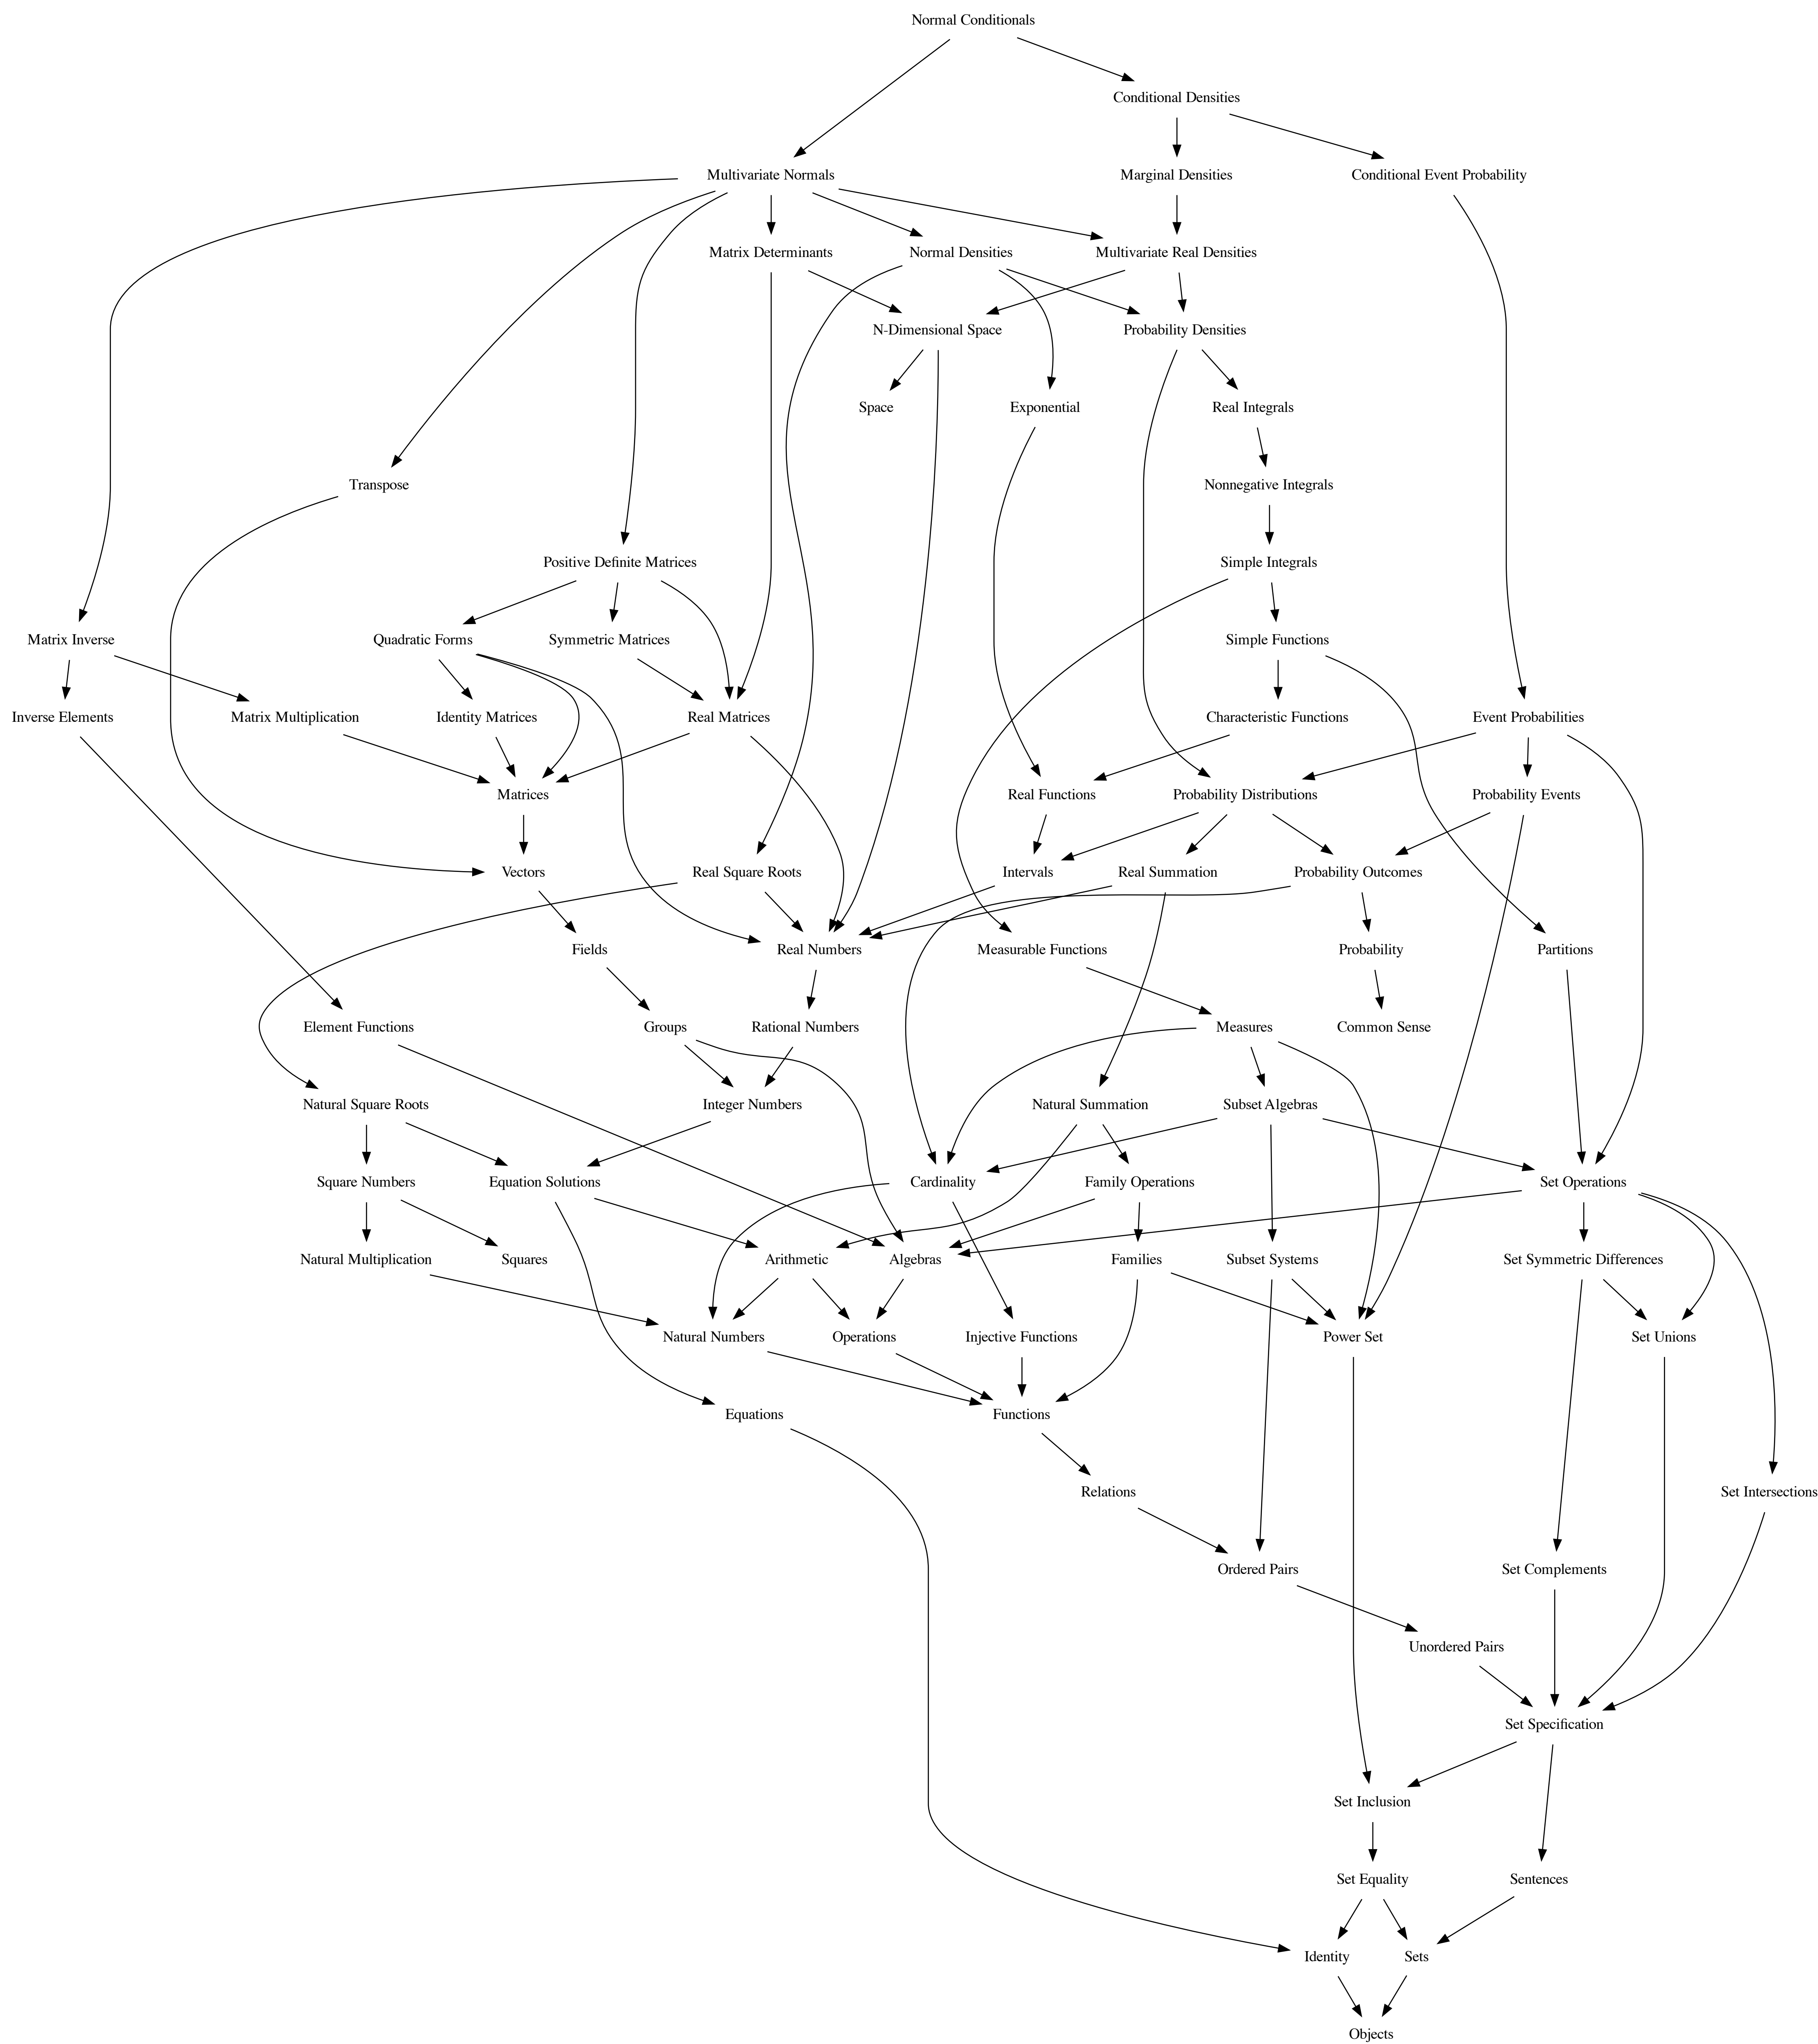 Normal Conditionals
Conditional Densities
Multivariate Normals
Marginal Densities
Conditional Event Probability
Matrix Determinants
Normal Densities
Multivariate Real Densities
N-Dimensional Space
Probability Densities
Space
Exponential
Real Integrals
Transpose
Nonnegative Integrals
Positive Definite Matrices
Simple Integrals
Matrix Inverse
Quadratic Forms
Symmetric Matrices
Simple Functions
Inverse Elements
Matrix Multiplication
Identity Matrices
Real Matrices
Characteristic Functions
Event Probabilities
Matrices
Real Functions
Probability Distributions
Probability Events
Vectors
Real Square Roots
Intervals
Real Summation
Probability Outcomes
Fields
Real Numbers
Measurable Functions
Probability
Partitions
Element Functions
Groups
Rational Numbers
Measures
Common Sense
Natural Square Roots
Integer Numbers
Natural Summation
Subset Algebras
Square Numbers
Equation Solutions
Cardinality
Family Operations
Set Operations
Natural Multiplication
Squares
Arithmetic
Algebras
Families
Subset Systems
Set Symmetric Differences
Natural Numbers
Operations
Injective Functions
Power Set
Set Unions
Equations
Functions
Relations
Set Intersections
Ordered Pairs
Set Complements
Unordered Pairs
Set Specification
Set Inclusion
Set Equality
Sentences
Identity
Sets
Objects